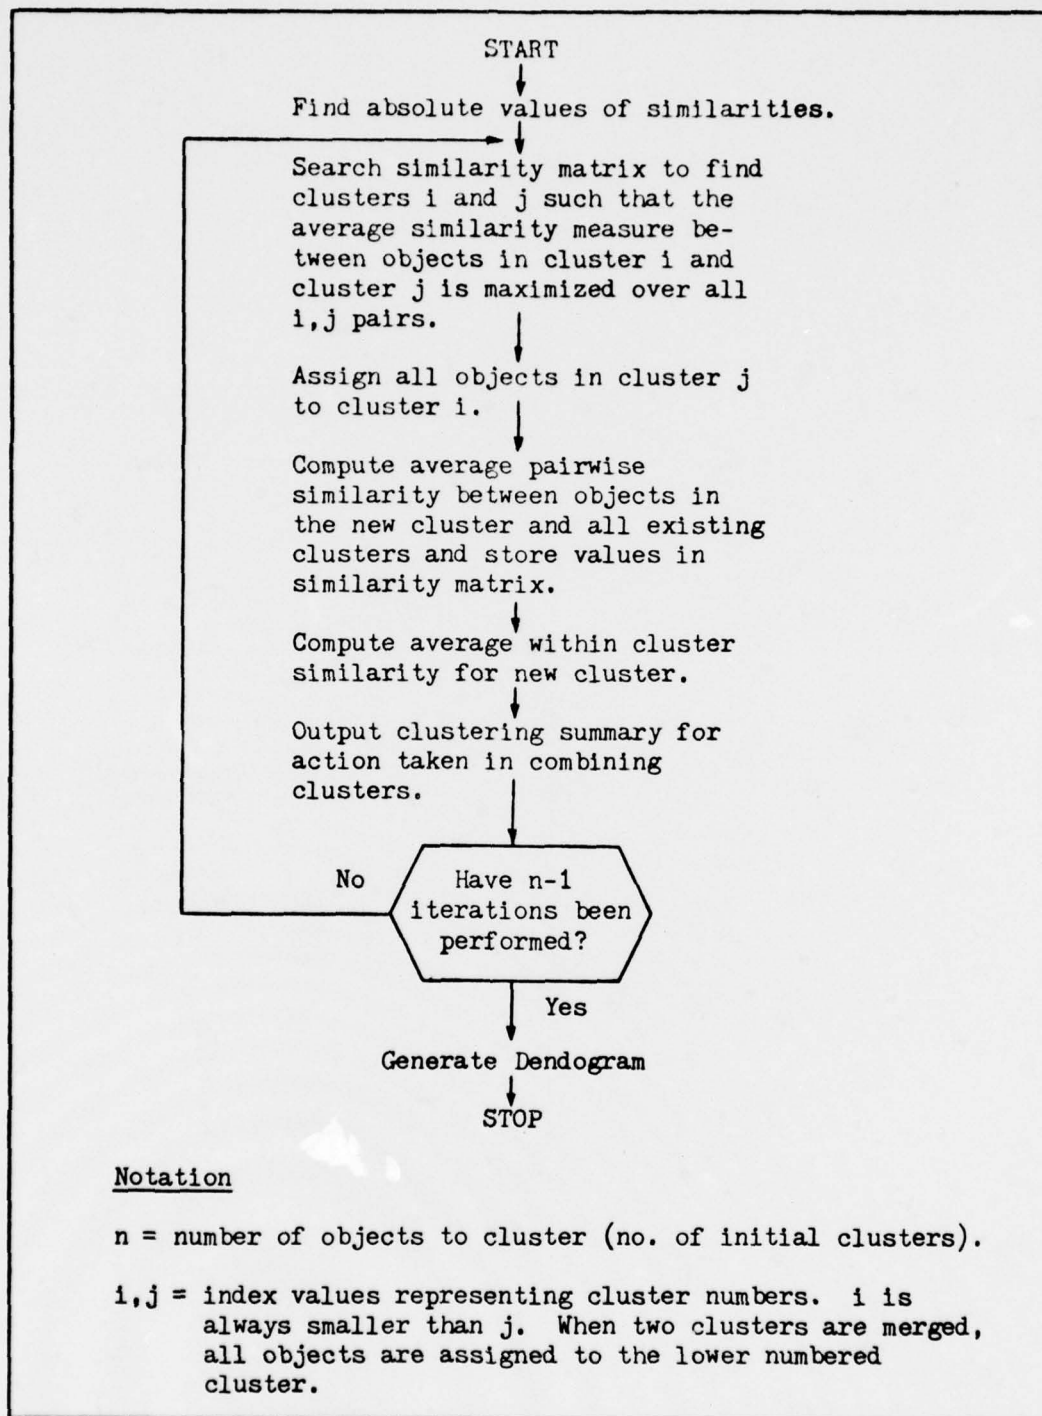 START
Find absolute values of similarities.
Search similarity matrix to find
clusters i and j such that the
average similarity measure be-
tween objects in cluster i and
cluster j is maximized over all
i,j pairs.
Assign all objects in cluster j
to cluster i.
Compute average pairwise
similarity between objects in
the new cluster and all existing
clusters and store values in
similarity matrix.
Compute average within cluster
similarity for new cluster.
Output clustering summary for
action taken in combining
clusters.
No
Have n-1
iterations been
performed?
Yes
Generate Dendogram
STOP
Notation
n = number of objects to cluster (no. of initial clusters).
i,j = index values representing cluster numbers. i is
always smaller than j. When two clusters are merged,
all objects are assigned to the lower numbered
cluster.